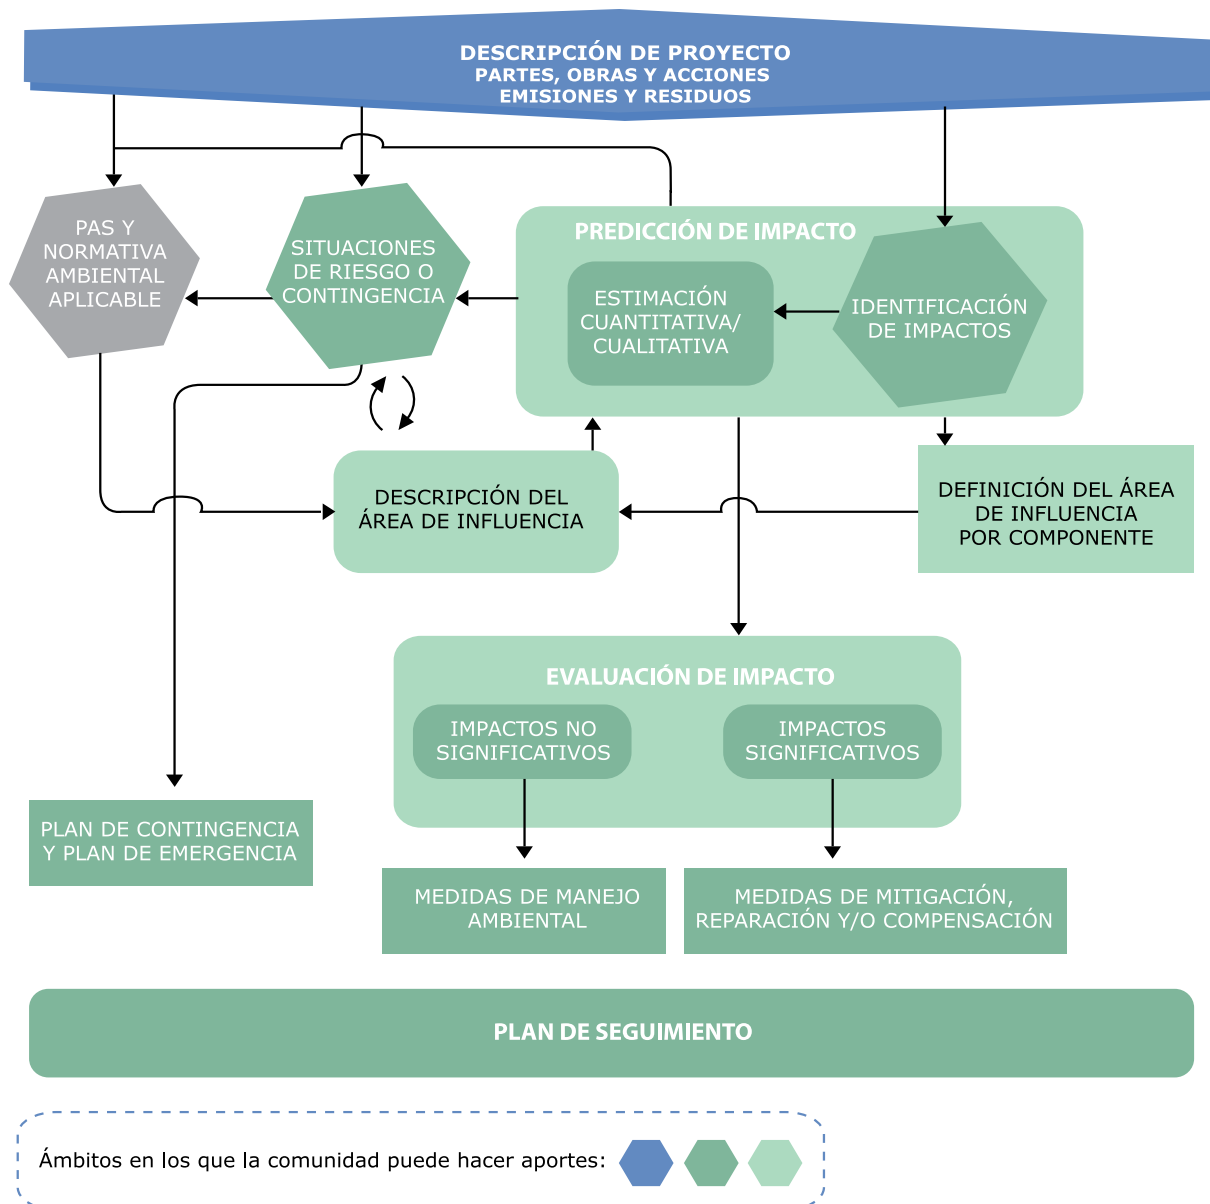 DESCRIPCIÓN DE PROYECTO
PARTES, OBRAS Y ACCIONES
EMISIONES Y RESIDUOS
PAS Y
NORMATIVA
AMBIENTAL
APLICABLE
SITUACIONES
DE RIESGO O
CONTINGENCIA
PREDICCIÓN DE IMPACTO
ESTIMACIÓN
CUANTITATIVA/
CUALITATIVA
IDENTIFICACIÓN
DE IMPACTOS
DESCRIPCIÓN DEL
ÁREA DE INFLUENCIA
DEFINICIÓN DEL ÁREA
DE INFLUENCIA
POR COMPONENTE
EVALUACIÓN DE IMPACTO
IMPACTOS NO
SIGNIFICATIVOS
IMPACTOS
SIGNIFICATIVOS
PLAN DE CONTINGENCIA
Y PLAN DE EMERGENCIA
MEDIDAS DE MANEJO
AMBIENTAL
MEDIDAS DE MITIGACIÓN,
REPARACIÓN Y/O COMPENSACIÓN
PLAN DE SEGUIMIENTO
Ámbitos en los que la comunidad puede hacer aportes: